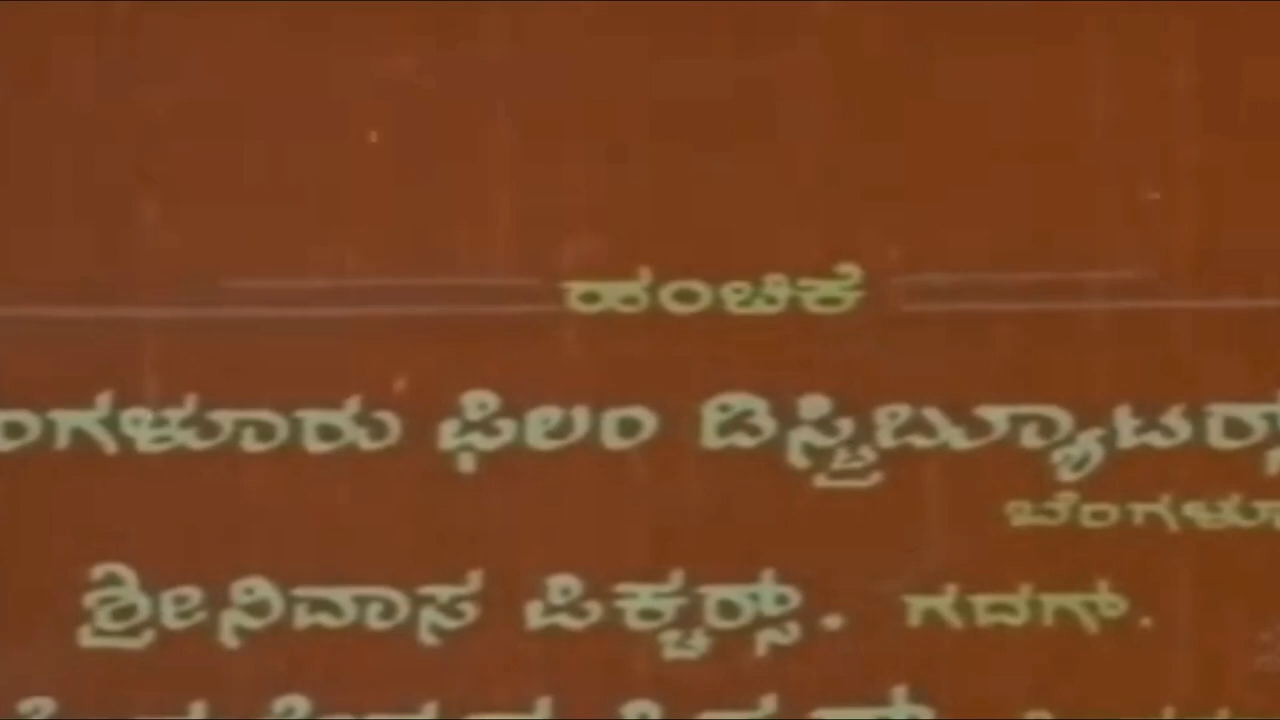 ಹಂಚಿಕೆ
ಂಗಳೂರು ಫಿಲಂ ಡಿಸ್ಟ್ರಿಬ್ಯೂಟರ್ಸ್
ಬೆಂಗಳೂ
ಶ್ರೀನಿವಾಸ ಪಿಕ್ಚರ್ಸ್. ಗದಗ್.